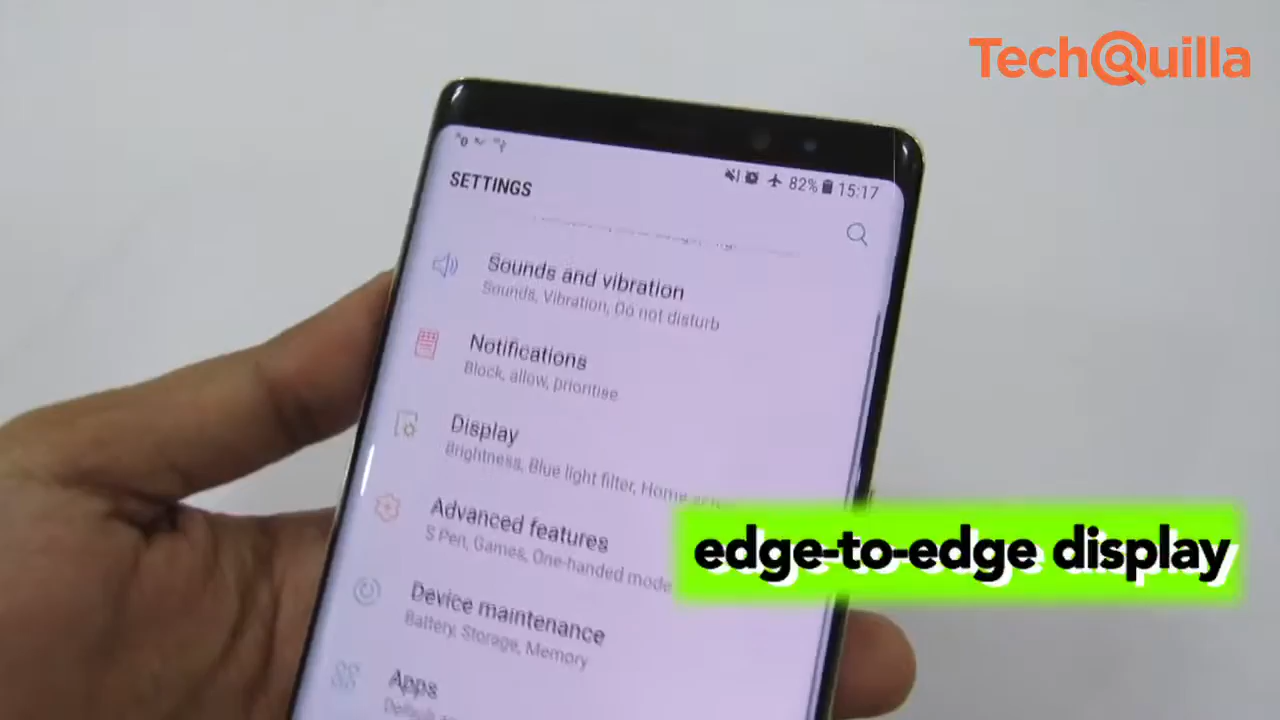 TechQuilla
82% 15:17
SETTINGS
Sounds and vibration
Sounds, Vibration, Do not disturb
Notifications
Block, allow, prioritise
Display
Brightness, Blue light filter, Home
Advanced features
S Pen, Games, One-handed mode
edge-to-edge display
Device maintenance
Battery, Storage, Memory
Apps
Default